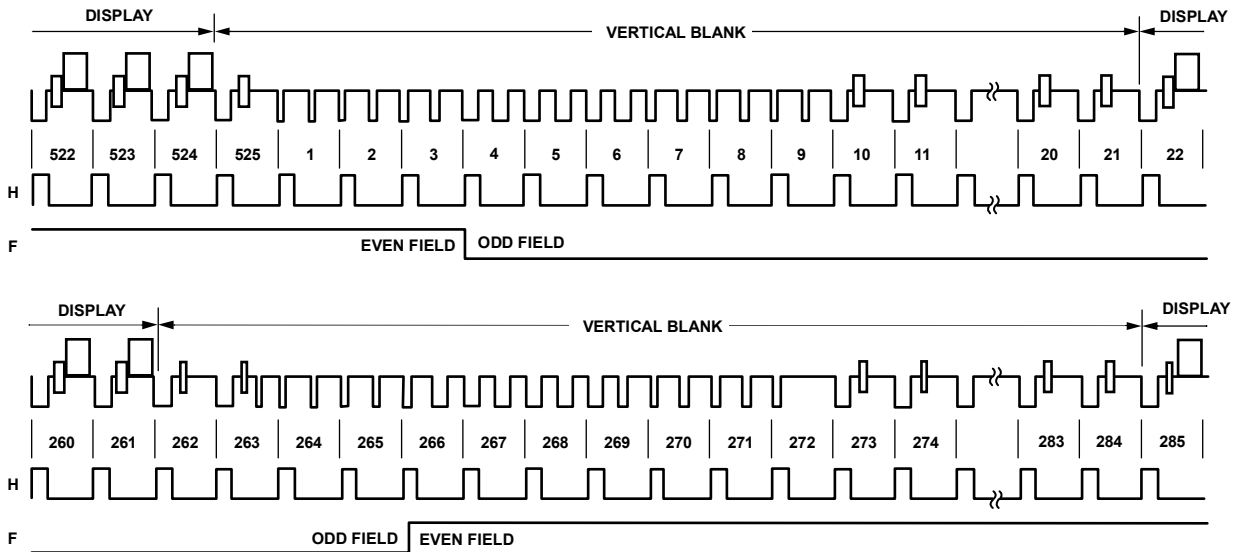 DISPLAY VERTICAL BLANK DISPLAY
522 523 524 525 1 2 3 4 5 6 7 8 9 10 11 20 21 22
H
F EVEN FIELD ODD FIELD
DISPLAY VERTICAL BLANK DISPLAY
260 261 262 263 264 265 266 267 268 269 270 271 272 273 274 283 284 285
H
F ODD FIELD EVEN FIELD